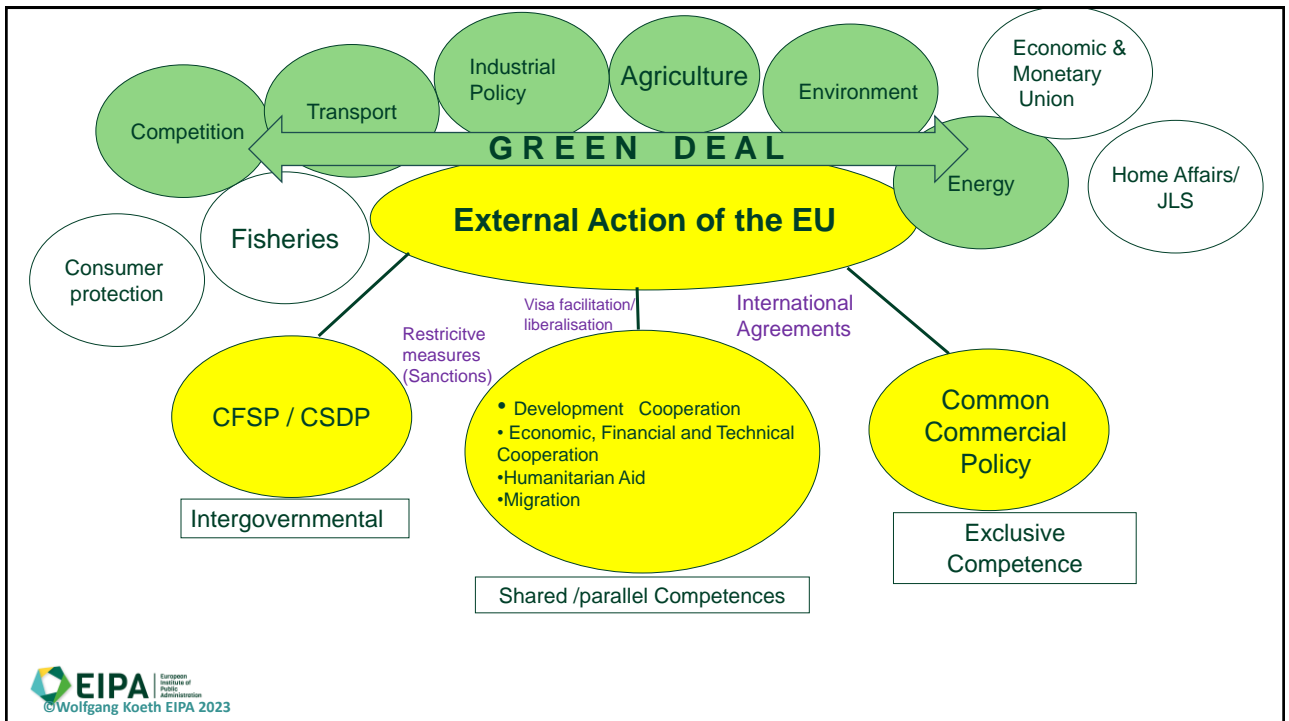 Economic &
Monetary
Union
Industrial
Policy
Agriculture
Environment
Transport
Competition
GREEN DEAL
Energy
Home Affairs/
JLS
External Action of the EU
Fisheries
Consumer
protection
Visa facilitation/
liberalisation
International
Agreements
Restricitve
measures
(Sanctions)
CFSP / CSDP
• Development Cooperation
• Economic, Financial and Technical
Cooperation
•Humanitarian Aid
•Migration
Common
Commercial
Policy
Intergovernmental
Exclusive
Competence
Shared /parallel Competences
EIPA
European
Institute of
Public
Administration
©Wolfgang Koeth EIPA 2023